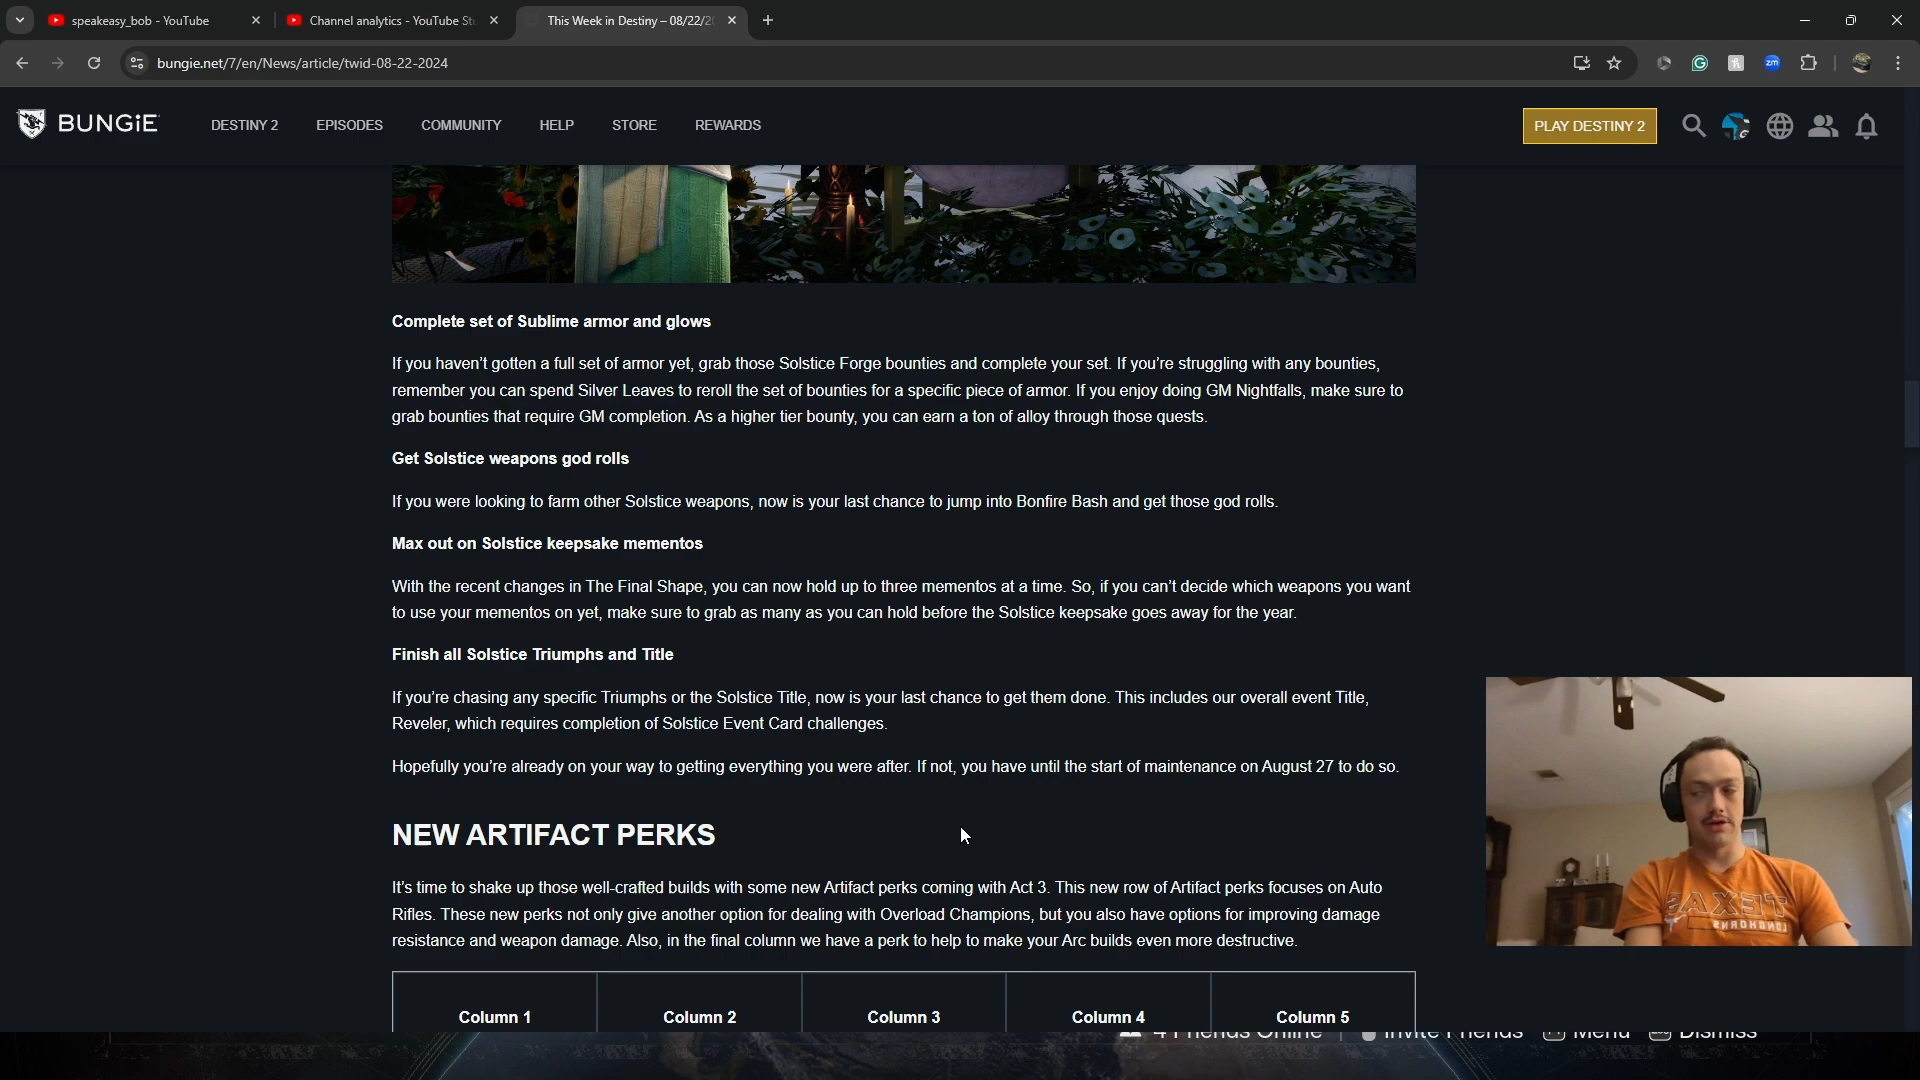 speakeasy_bob - YouTube
Channel analytics - YouTube St
This Week in Destiny – 08/22/2
bungie.net/7/en/News/article/twid-08-22-2024
zm
BUNGiE
DESTINY 2
EPISODES
COMMUNITY
HELP
STORE
REWARDS
PLAY DESTINY 2
Complete set of Sublime armor and glows
If you haven't gotten a full set of armor yet, grab those Solstice Forge bounties and complete your set. If you're struggling with any bounties,
remember you can spend Silver Leaves to reroll the set of bounties for a specific piece of armor. If you enjoy doing GM Nightfalls, make sure to
grab bounties that require GM completion. As a higher tier bounty, you can earn a ton of alloy through those quests.
Get Solstice weapons god rolls
If you were looking to farm other Solstice weapons, now is your last chance to jump into Bonfire Bash and get those god rolls.
Max out on Solstice keepsake mementos
With the recent changes in The Final Shape, you can now hold up to three mementos at a time. So, if you can't decide which weapons you want
to use your mementos on yet, make sure to grab as many as you can hold before the Solstice keepsake goes away for the year.
Finish all Solstice Triumphs and Title
If you're chasing any specific Triumphs or the Solstice Title, now is your last chance to get them done. This includes our overall event Title,
Reveler, which requires completion of Solstice Event Card challenges.
Hopefully you're already on your way to getting everything you were after. If not, you have until the start of maintenance on August 27 to do so.
NEW ARTIFACT PERKS
It's time to shake up those well-crafted builds with some new Artifact perks coming with Act 3. This new row of Artifact perks focuses on Auto
Rifles. These new perks not only give another option for dealing with Overload Champions, but you also have options for improving damage
resistance and weapon damage. Also, in the final column we have a perk to help to make your Arc builds even more destructive.
Column 1
Column 2
Column 3
Column 4
Column 5
TEXAS
LONGHORNS
4 Friends Online
Invite Friends
Menu
Dismiss